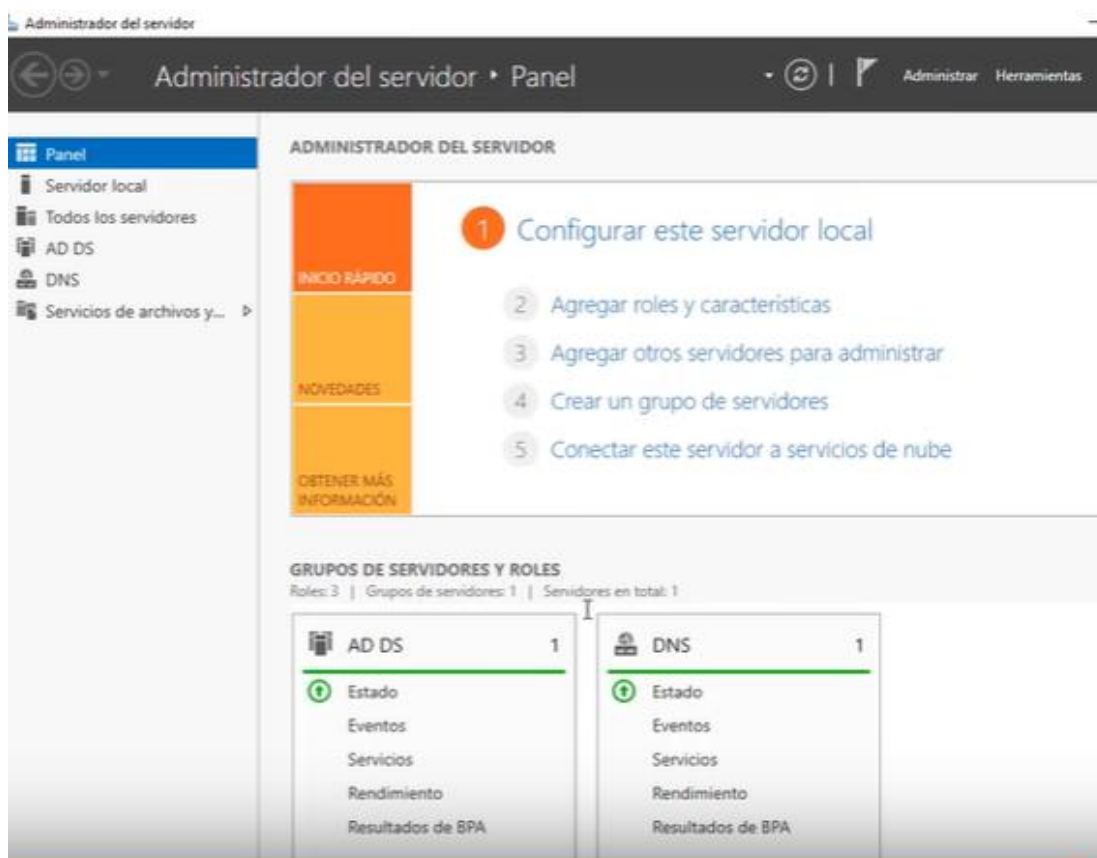 Administrador del servidor
Administrador del servidor ‣ Panel
Administrar Herramientas
Panel
Servidor local
Todos los servidores
AD DS
DNS
Servicios de archivos y...
ADMINISTRADOR DEL SERVIDOR
INICIO RÁPIDO
NOVEDADES
OBTENER MÁS
INFORMACIÓN
1 Configurar este servidor local
2 Agregar roles y características
3 Agregar otros servidores para administrar
4 Crear un grupo de servidores
5 Conectar este servidor a servicios de nube
GRUPOS DE SERVIDORES Y ROLES
Roles: 3 | Grupos de servidores: 1 | Servidores en total: 1
AD DS 1
Estado
Eventos
Servicios
Rendimiento
Resultados de BPA
DNS 1
Estado
Eventos
Servicios
Rendimiento
Resultados de BPA